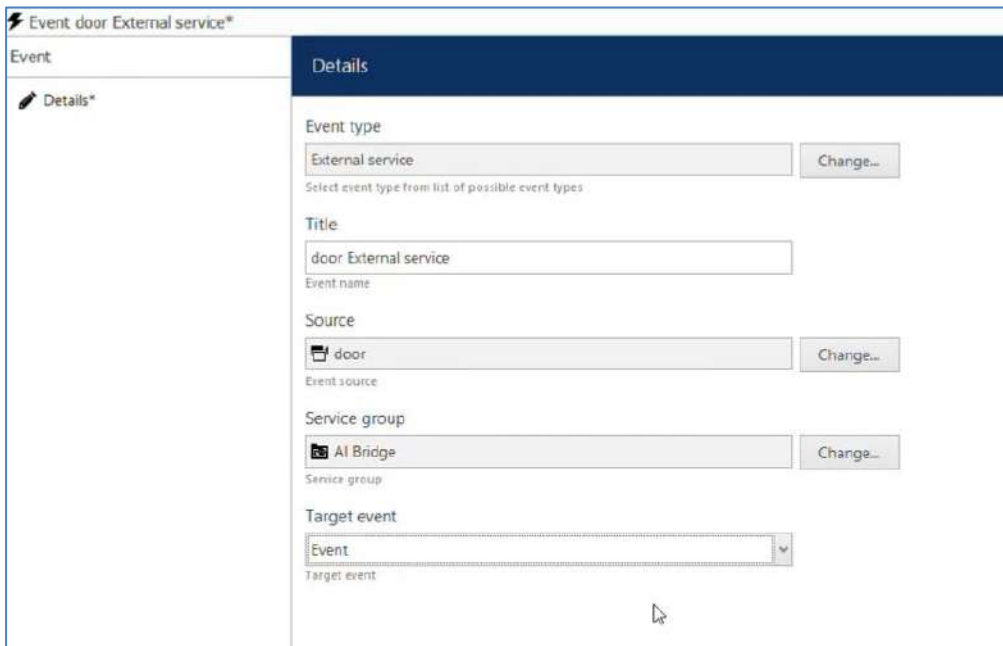 Event door External service*
Event
Details*
Details
Event type
External service
Change...
Select event type from list of possible event types
Title
door External service
Event name
Source
door
Change...
Event source
Service group
AI Bridge
Change...
Service group
Target event
Event
Target event